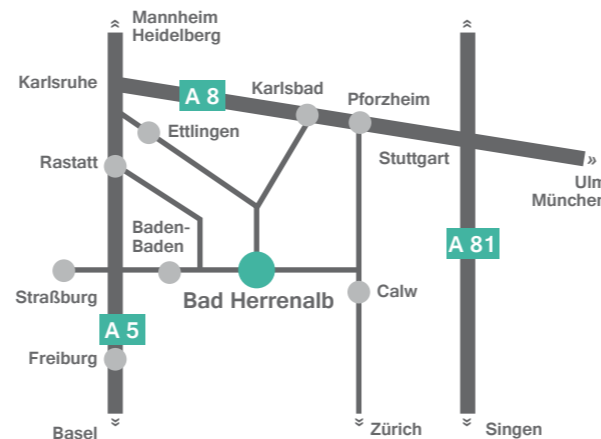 Mannheim
Heidelberg
Karlsruhe
A 8
Karlsbad
Pforzheim
Ettlingen
Stuttgart
Rastatt
Ulm
München
Baden-
Baden
A 81
Straßburg
Bad Herrenalb
Calw
A 5
Freiburg
Basel
Zürich
Singen